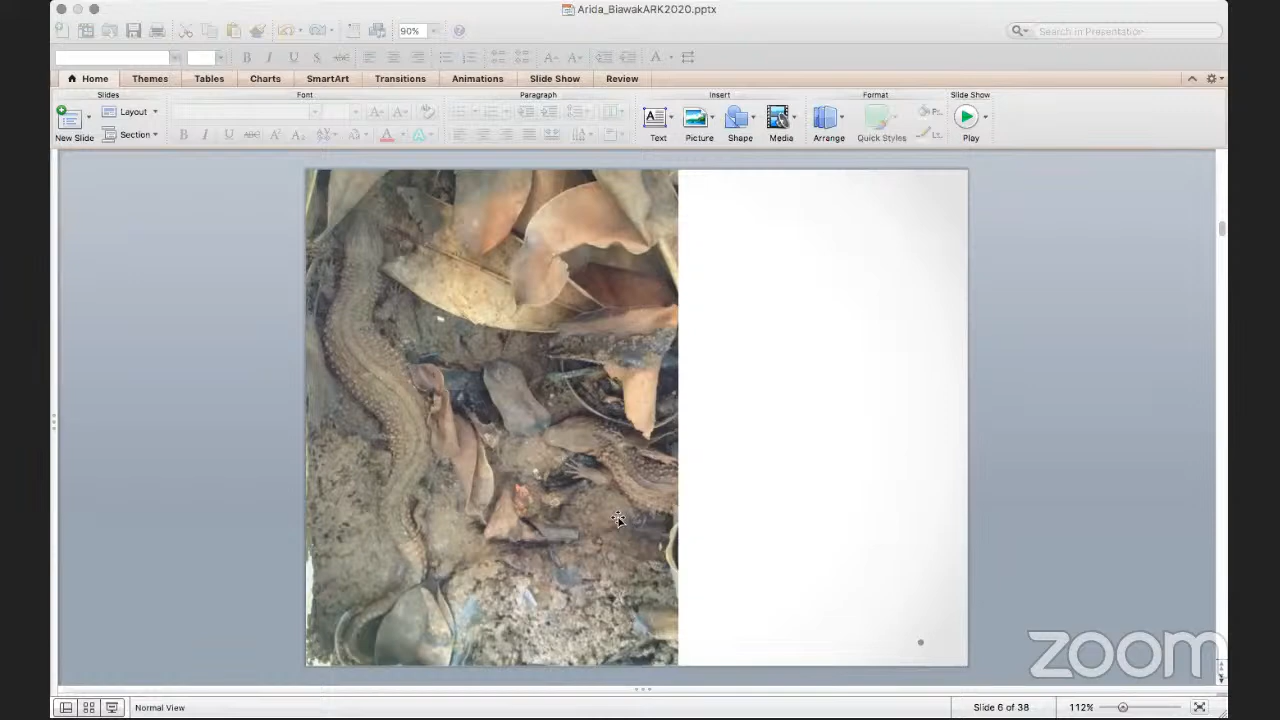 Arida_BiawakARK2020.pptx
90%
Search in Presentation
Home Themes Tables Charts SmartArt Transitions Animations Slide Show Review
Slides Font Paragraph Insert Format Slide Show
Layout
New Slide
Section
Text Picture Shape Media Arrange Quick Styles Play
zoom
Normal View
Slide 6 of 38
112%